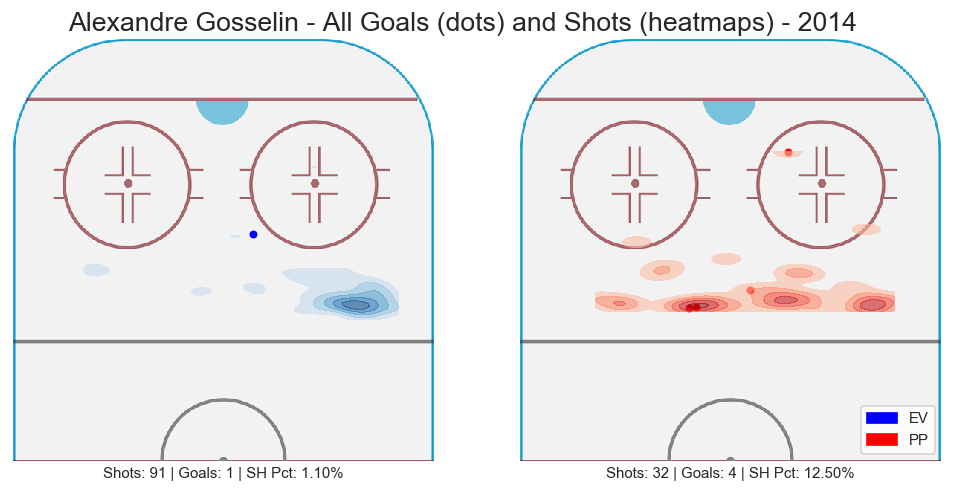 Alexandre Gosselin - All Goals (dots) and Shots (heatmaps) - 2014
EV
PP
Shots: 91 | Goals: 1 | SH Pct: 1.10%
Shots: 32 | Goals: 4 | SH Pct: 12.50%